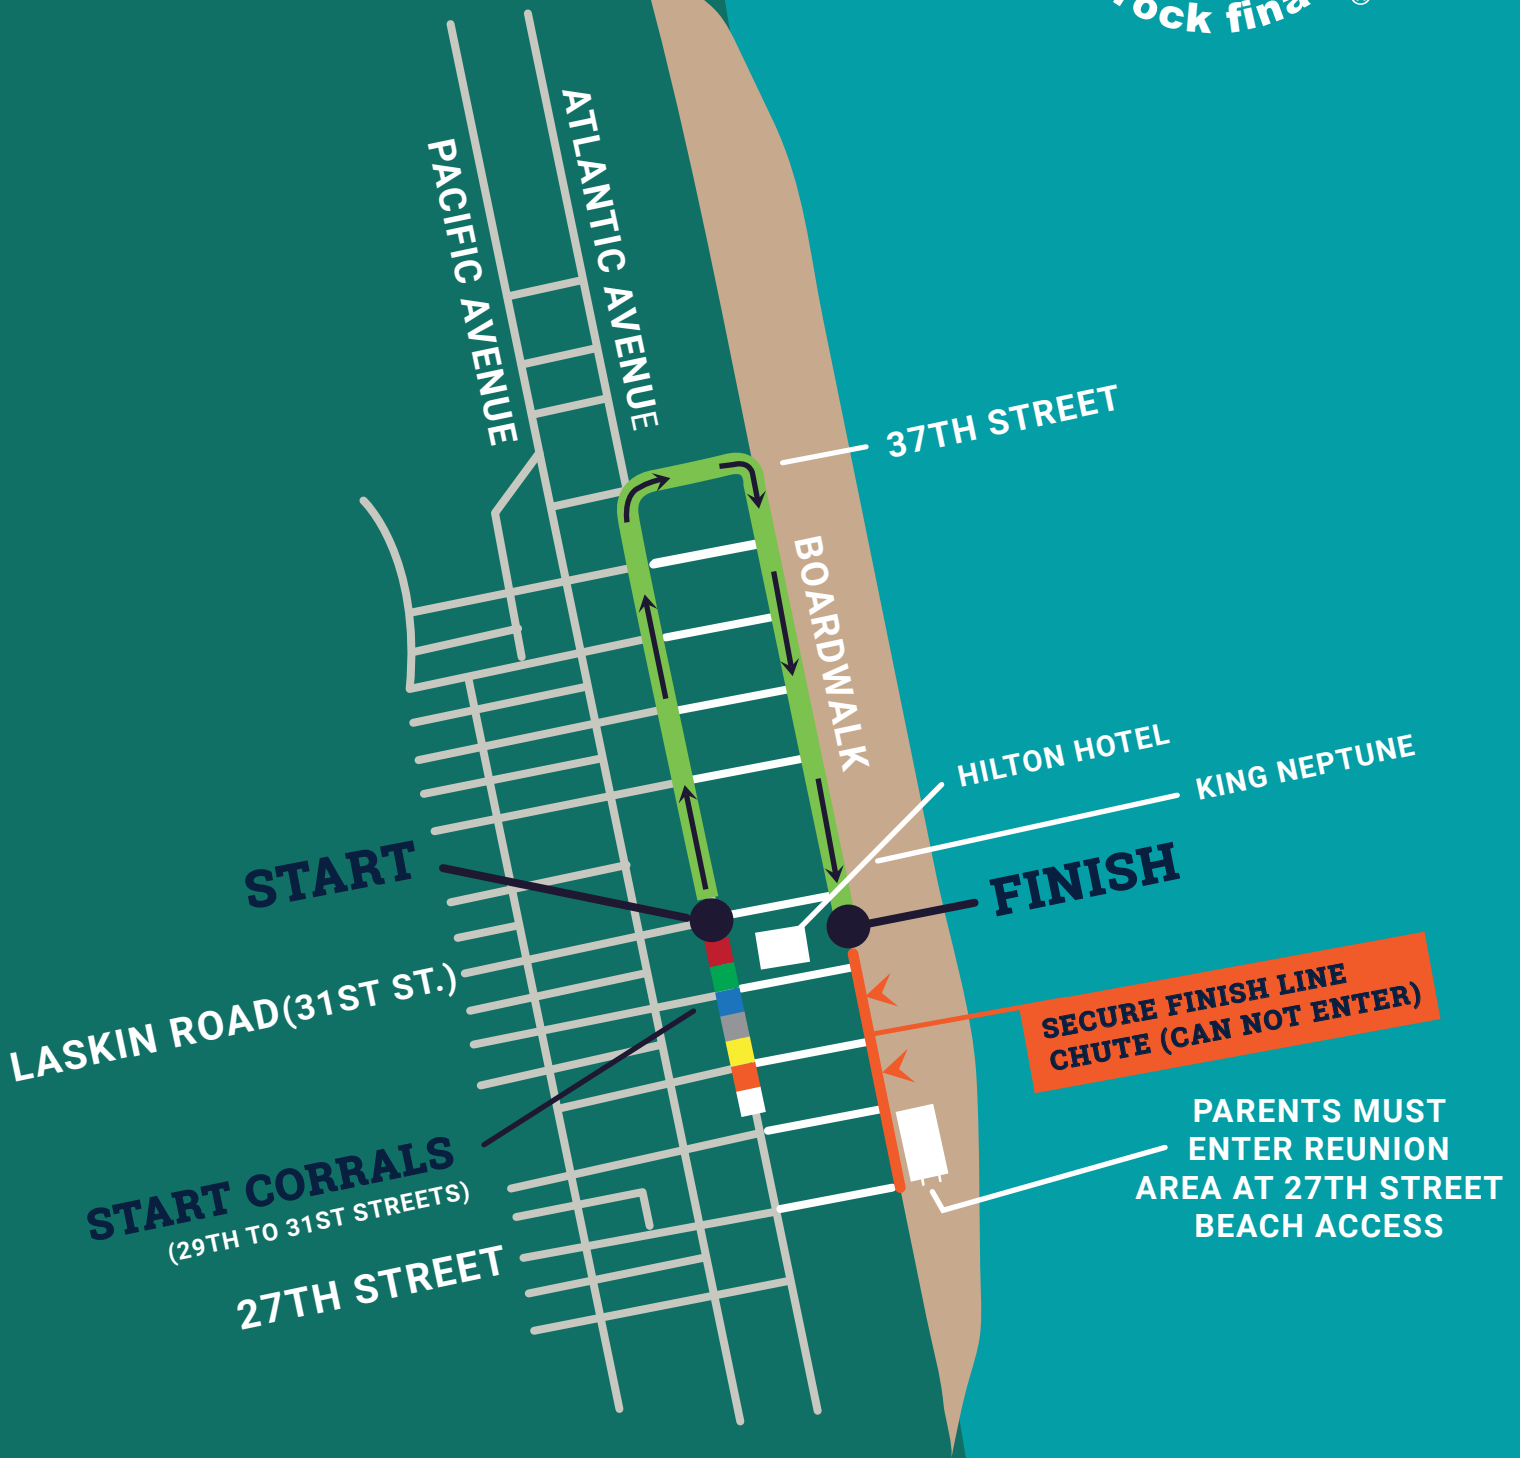 rock fina
®
PACIFIC AVENUE
ATLANTIC AVENUE
37TH STREET
BOARDWALK
HILTON HOTEL
KING NEPTUNE
START
FINISH
LASKIN ROAD(31ST ST.)
SECURE FINISH LINE
CHUTE (CAN NOT ENTER)
START CORRALS
(29TH TO 31ST STREETS)
27TH STREET
PARENTS MUST
ENTER REUNION
AREA AT 27TH STREET
BEACH ACCESS